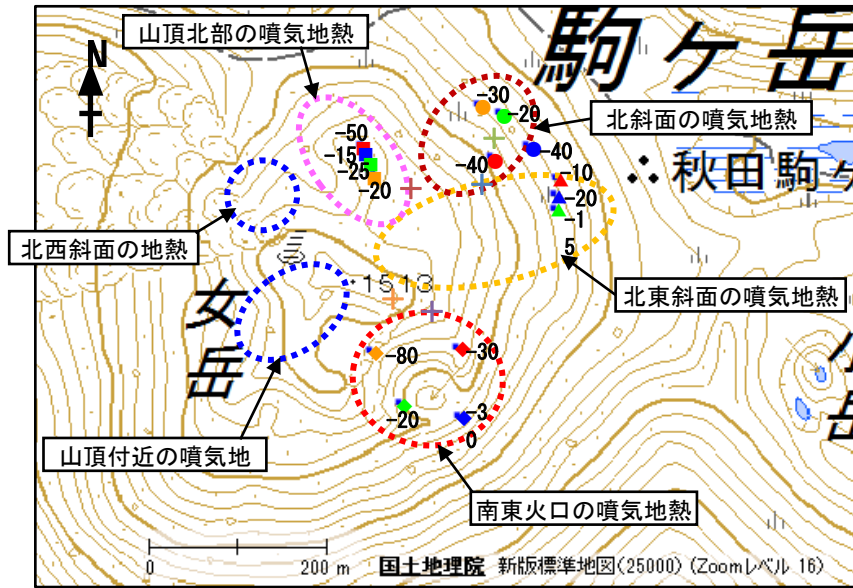 山頂北部の噴気地熱
駒ヶ岳
N
-30
-20
北斜面の噴気地熱
-50
-15
-25
-20
-40
-40
-10
-20
-1
5
秋田駒ヶ
北西斜面の地熱
・1513
北東斜面の噴気地熱
女岳
小岳
-80
-30
-20
-3
0
山頂付近の噴気地
南東火口の噴気地熱
0 200 m
国土地理院 新版標準地図(25000) (Zoomレベル 16)